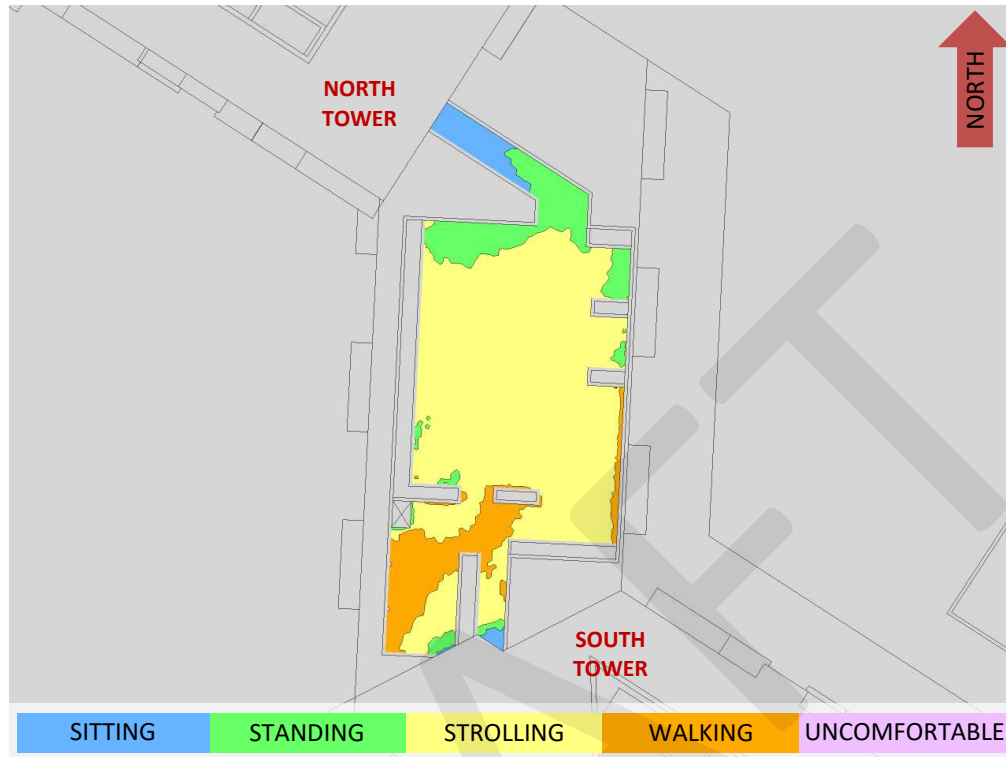 NORTH
TOWER
NORTH
SOUTH
TOWER
SITTING
STANDING
STROLLING
WALKING
UNCOMFORTABLE